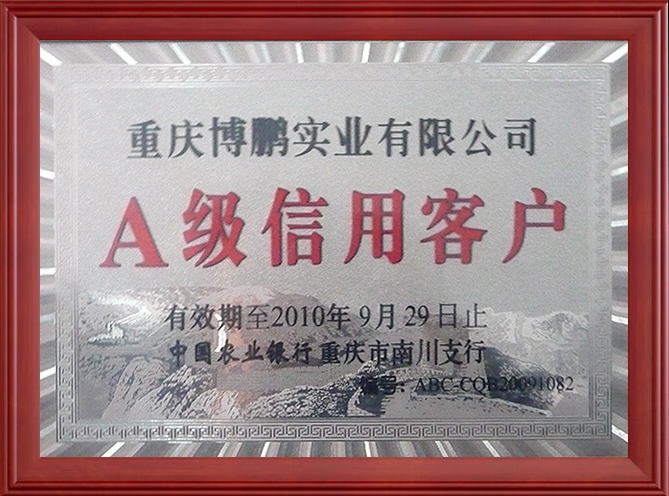 重庆博鹏实业有限公司
A级信用客户
有效期至2010年9月29日止
中国农业银行重庆市南川支行
编号：ABC-CQB20091082